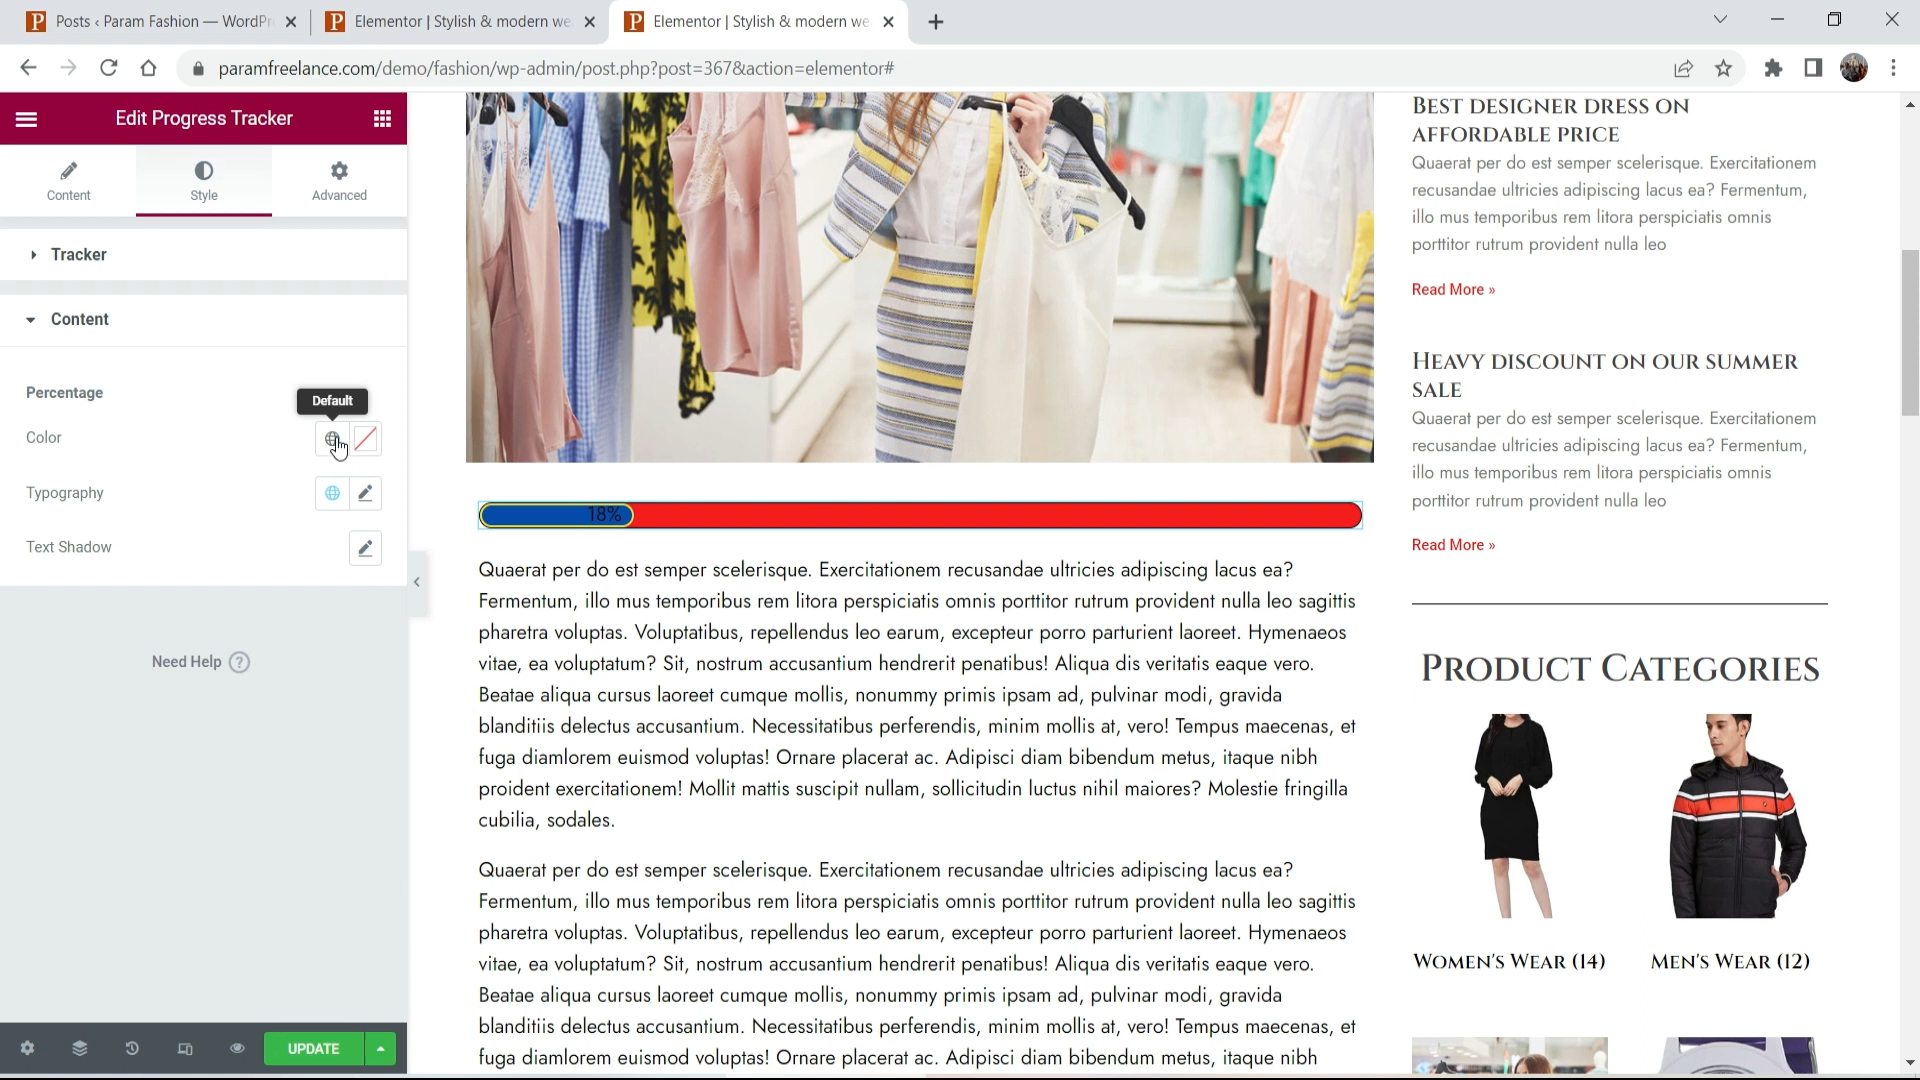 Posts ‹ Param Fashion — WordPr
Elementor | Stylish & modern we
Elementor | Stylish & modern we
paramfreelance.com/demo/fashion/wp-admin/post.php?post=367&action=elementor#
Edit Progress Tracker
Content
Style
Advanced
Tracker
Content
Percentage
Default
Color
Typography
Text Shadow
Need Help ?
UPDATE
18%
Quaerat per do est semper scelerisque. Exercitationem recusandae ultricies adipiscing lacus ea?
Fermentum, illo mus temporibus rem litora perspiciatis omnis porttitor rutrum provident nulla leo sagittis
pharetra voluptas. Voluptatibus, repellendus leo earum, excepteur porro parturient laoreet. Hymenaeos
vitae, ea voluptatum? Sit, nostrum accusantium hendrerit penatibus! Aliqua dis veritatis eaque vero.
Beatae aliqua cursus laoreet cumque mollis, nonummy primis ipsam ad, pulvinar modi, gravida
blanditiis delectus accusantium. Necessitatibus perferendis, minim mollis at, vero! Tempus maecenas, et
fuga diamlorem euismod voluptas! Ornare placerat ac. Adipisci diam bibendum metus, itaque nibh
proident exercitationem! Mollit mattis suscipit nullam, sollicitudin luctus nihil maiores? Molestie fringilla
cubilia, sodales.
Quaerat per do est semper scelerisque. Exercitationem recusandae ultricies adipiscing lacus ea?
Fermentum, illo mus temporibus rem litora perspiciatis omnis porttitor rutrum provident nulla leo sagittis
pharetra voluptas. Voluptatibus, repellendus leo earum, excepteur porro parturient laoreet. Hymenaeos
vitae, ea voluptatum? Sit, nostrum accusantium hendrerit penatibus! Aliqua dis veritatis eaque vero.
Beatae aliqua cursus laoreet cumque mollis, nonummy primis ipsam ad, pulvinar modi, gravida
blanditiis delectus accusantium. Necessitatibus perferendis, minim mollis at, vero! Tempus maecenas, et
fuga diamlorem euismod voluptas! Ornare placerat ac. Adipisci diam bibendum metus, itaque nibh
BEST DESIGNER DRESS ON
AFFORDABLE PRICE
Quaerat per do est semper scelerisque. Exercitationem
recusandae ultricies adipiscing lacus ea? Fermentum,
illo mus temporibus rem litora perspiciatis omnis
porttitor rutrum provident nulla leo
Read More »
HEAVY DISCOUNT ON OUR SUMMER
SALE
Quaerat per do est semper scelerisque. Exercitationem
recusandae ultricies adipiscing lacus ea? Fermentum,
illo mus temporibus rem litora perspiciatis omnis
porttitor rutrum provident nulla leo
Read More »
PRODUCT CATEGORIES
WOMEN'S WEAR (14)
MEN'S WEAR (12)